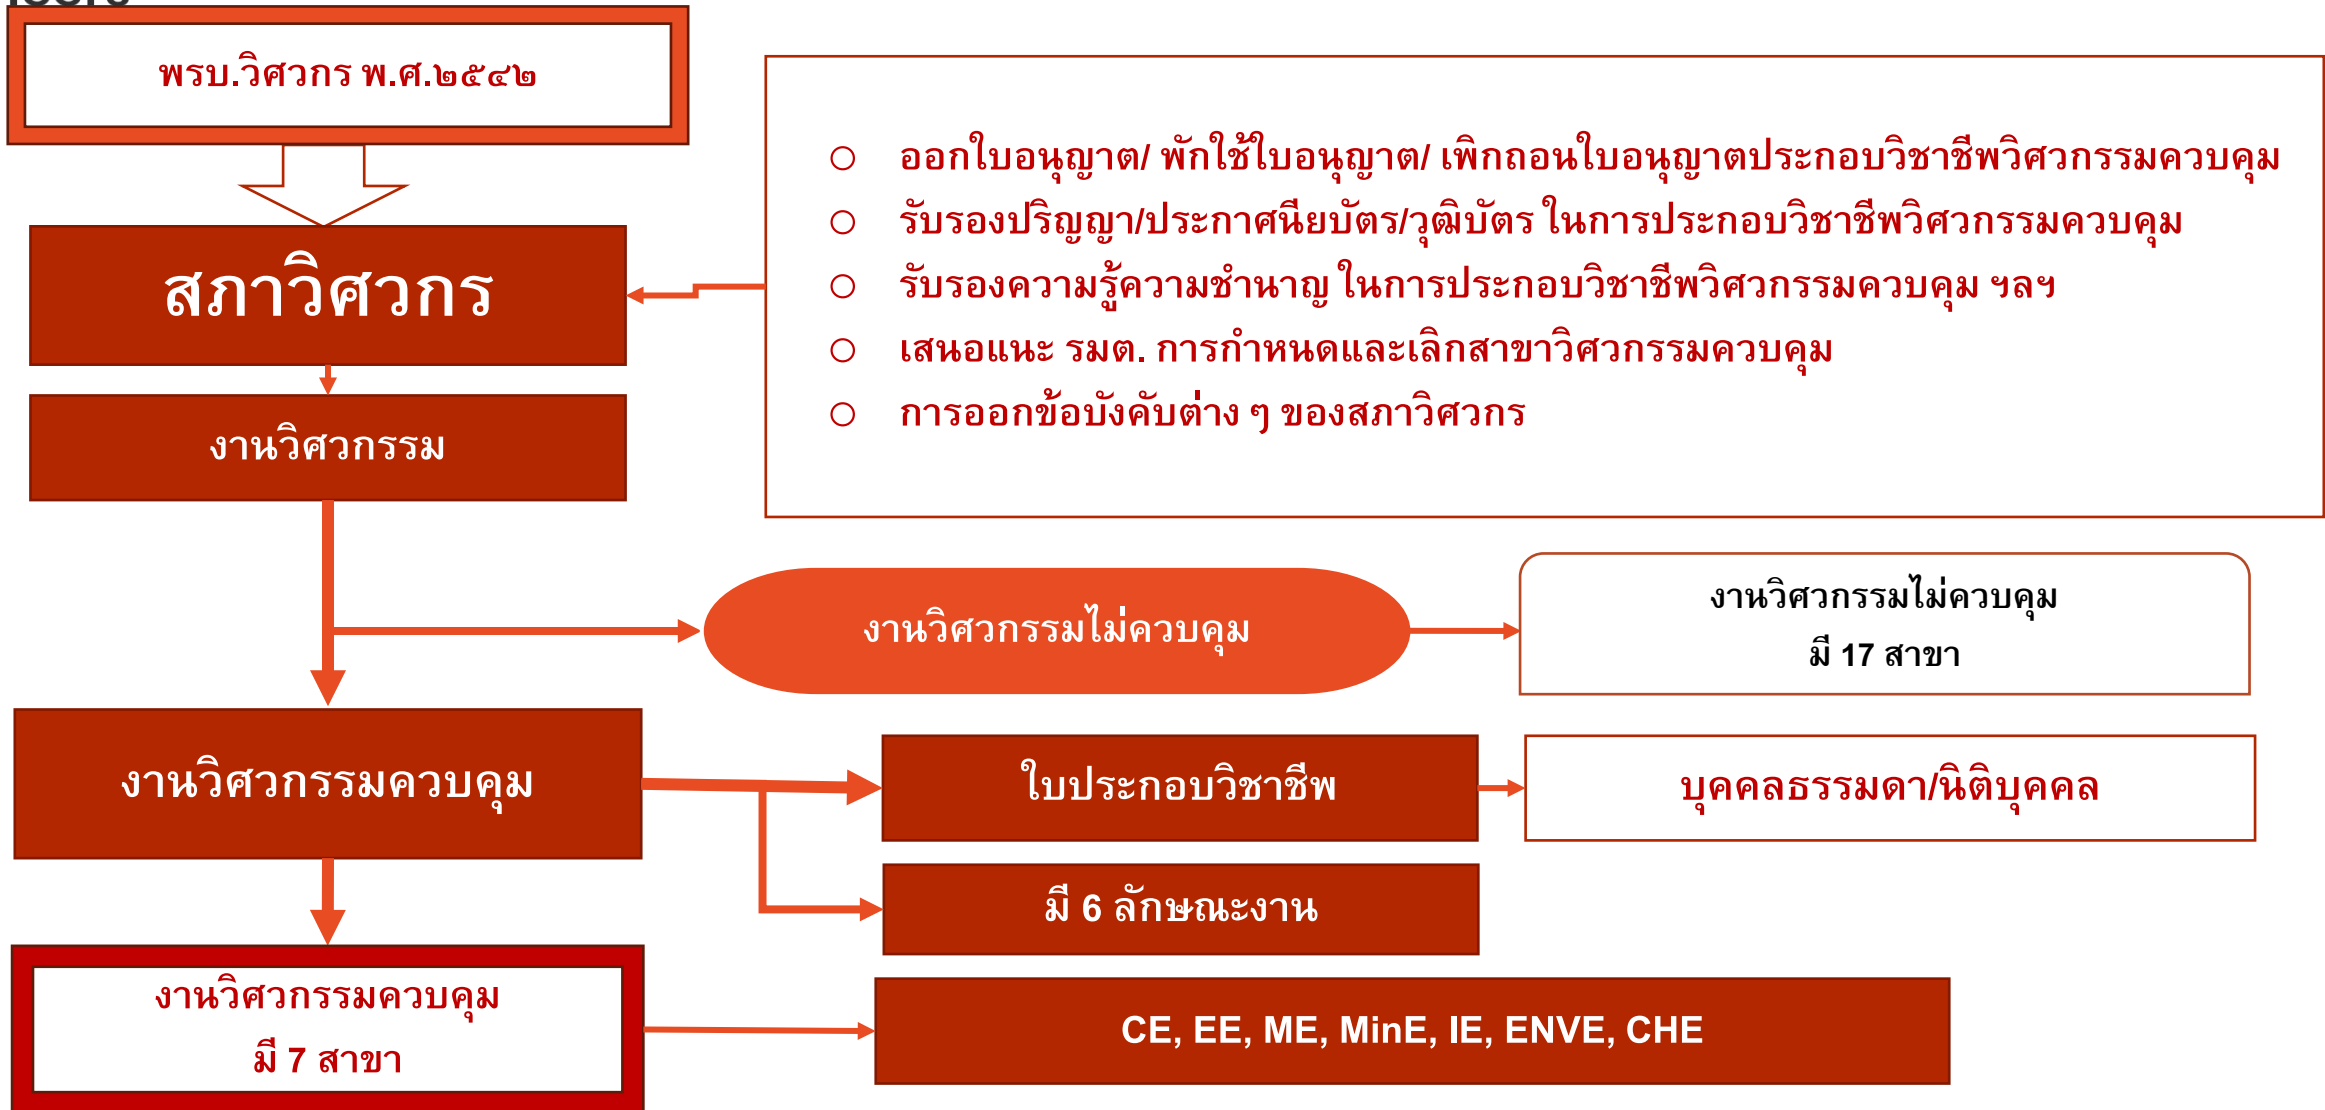 พรบ.วิศวกร พ.ศ.๒๕๔๒
○ ออกใบอนุญาต/ พักใช้ใบอนุญาต/ เพิกถอนใบอนุญาตประกอบวิชาชีพวิศวกรรมควบคุม
○ รับรองปริญญา/ประกาศนียบัตร/วุฒิบัตร ในการประกอบวิชาชีพวิศวกรรมควบคุม
○ รับรองความรู้ความชำนาญ ในการประกอบวิชาชีพวิศวกรรมควบคุม ฯลฯ
○ เสนอแนะ รมต. การกำหนดและเลิกสาขาวิศวกรรมควบคุม
○ การออกข้อบังคับต่าง ๆ ของสภาวิศวกร
สภาวิศวกร
งานวิศวกรรม
งานวิศวกรรมไม่ควบคุม
งานวิศวกรรมไม่ควบคุม
มี 17 สาขา
งานวิศวกรรมควบคุม
ใบประกอบวิชาชีพ
บุคคลธรรมดา/นิติบุคคล
มี 6 ลักษณะงาน
งานวิศวกรรมควบคุม
มี 7 สาขา
CE, EE, ME, MinE, IE, ENVE, CHE